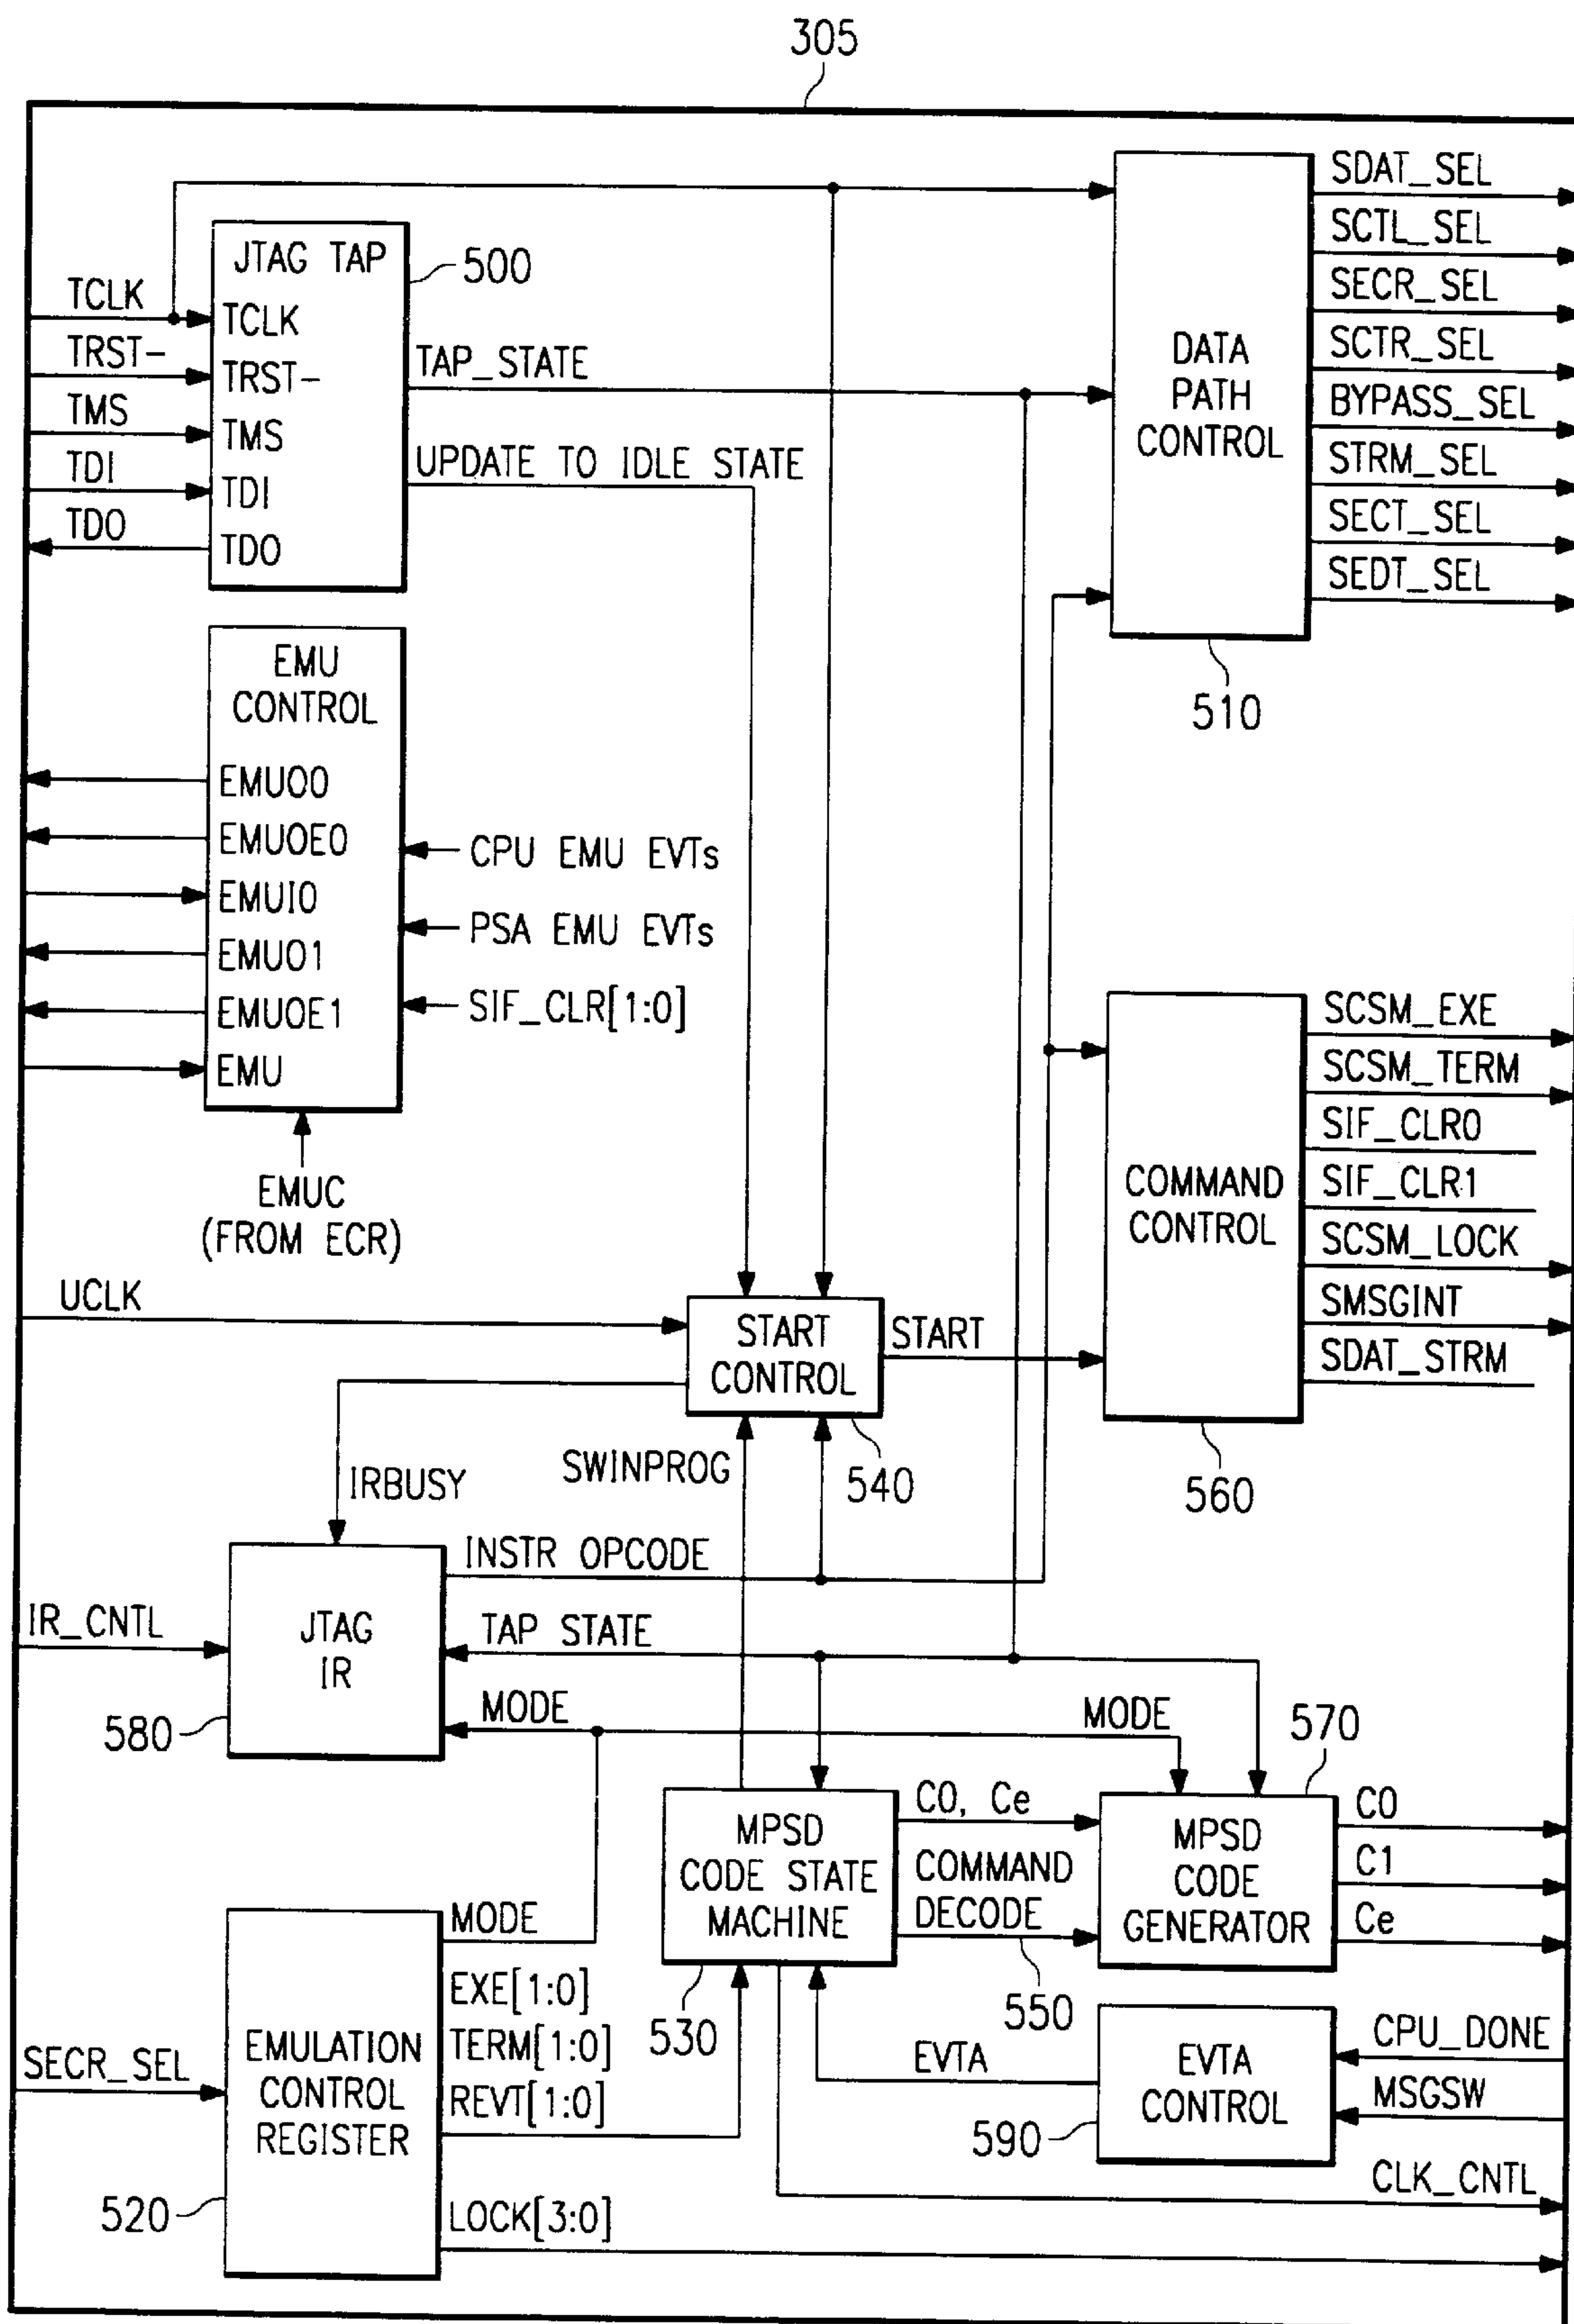 305
JTAG TAP
500
TCLK
TCLK
TRST-
TRST-
TMS
TMS
TDI
TDI
TDO
TDO
TAP_STATE
UPDATE TO IDLE STATE
DATA
PATH
CONTROL
510
SDAT_SEL
SCTL_SEL
SECR_SEL
SCTR_SEL
BYPASS_SEL
STRM_SEL
SECT_SEL
SEDT_SEL
EMU
CONTROL
EMUO0
EMUOE0
EMUI0
EMUO1
EMUOE1
EMU
CPU EMU EVTs
PSA EMU EVTs
SIF_CLR[1:0]
EMUC
(FROM ECR)
COMMAND
CONTROL
560
SCSM_EXE
SCSM_TERM
SIF_CLR0
SIF_CLR1
SCSM_LOCK
SMSGINT
SDAT_STRM
UCLK
START
CONTROL
540
START
IRBUSY
SWINPROG
JTAG
IR
580
IR_CNTL
INSTR OPCODE
TAP STATE
MODE
MODE
570
MPSD
CODE STATE
MACHINE
530
C0, Ce
COMMAND
DECODE
550
MPSD
CODE
GENERATOR
C0
C1
Ce
EMULATION
CONTROL
REGISTER
520
SECR_SEL
MODE
EXE[1:0]
TERM[1:0]
REVT[1:0]
LOCK[3:0]
EVTA
EVTA
CONTROL
590
CPU_DONE
MSGSW
CLK_CNTL